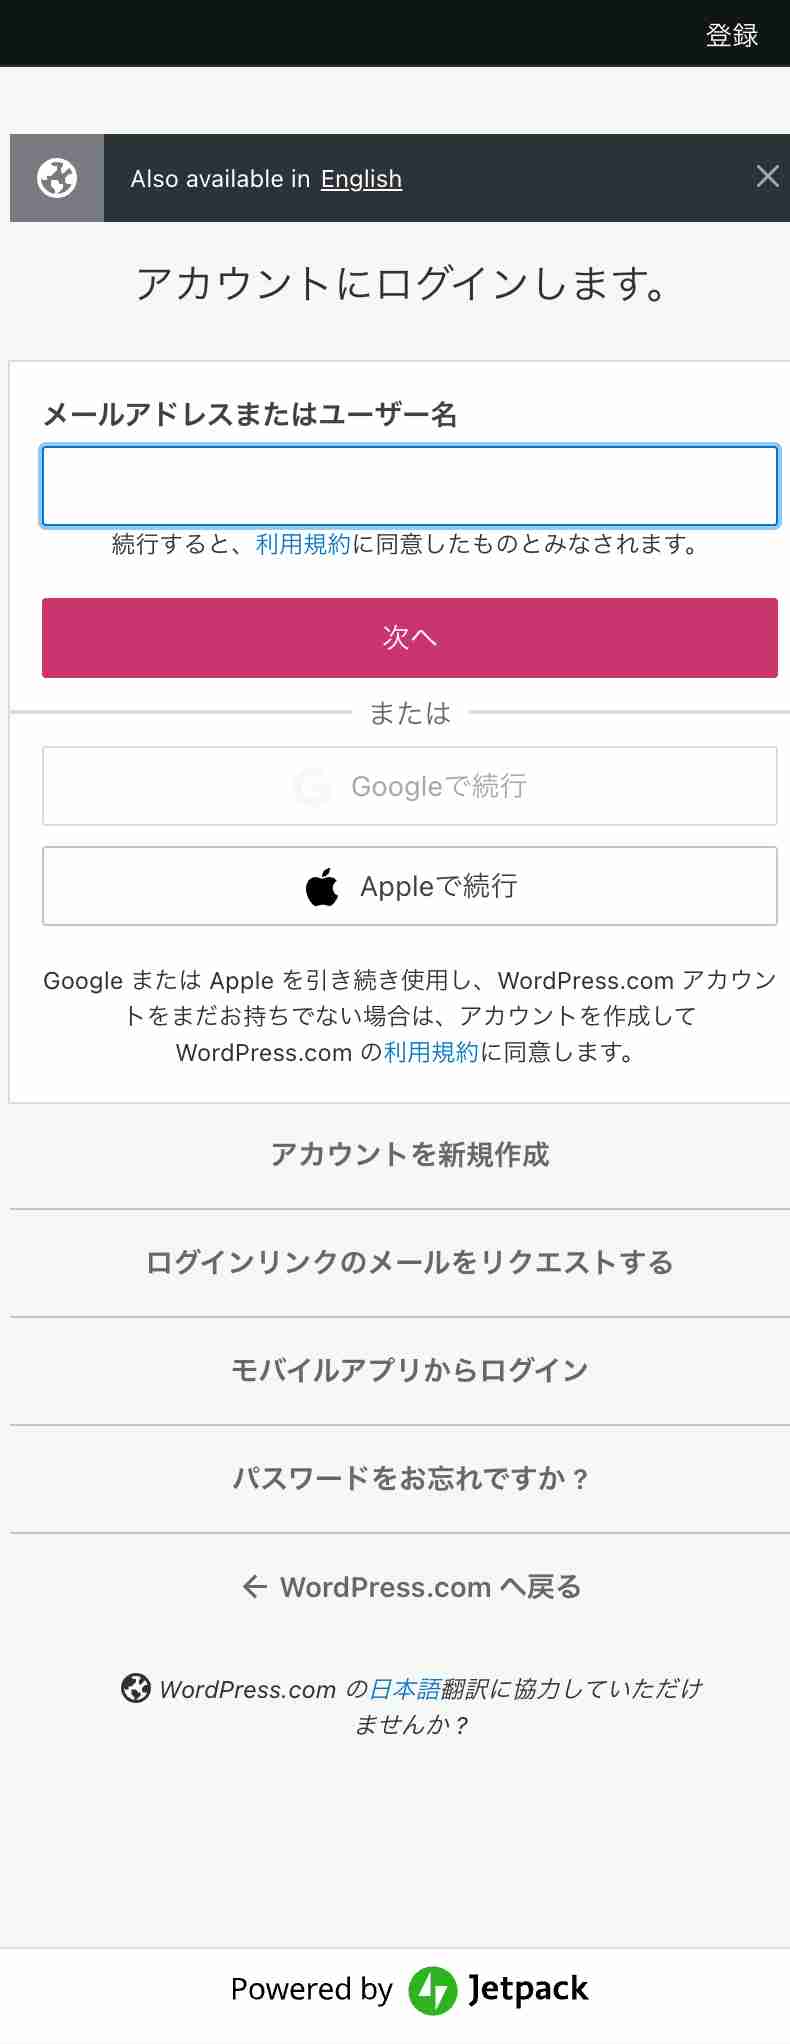 登録
Also available in English
アカウントにログインします。
メールアドレスまたはユーザー名
続行すると、利用規約に同意したものとみなされます。
次へ
または
Googleで続行
Appleで続行
Google または Apple を引き続き使用し、WordPress.com アカウン
トをまだお持ちでない場合は、アカウントを作成して
WordPress.com の利用規約に同意します。
アカウントを新規作成
ログインリンクのメールをリクエストする
モバイルアプリからログイン
パスワードをお忘れですか ?
← WordPress.com へ戻る
WordPress.com の日本語翻訳に協力していただけ
ませんか ?
Powered by Jetpack